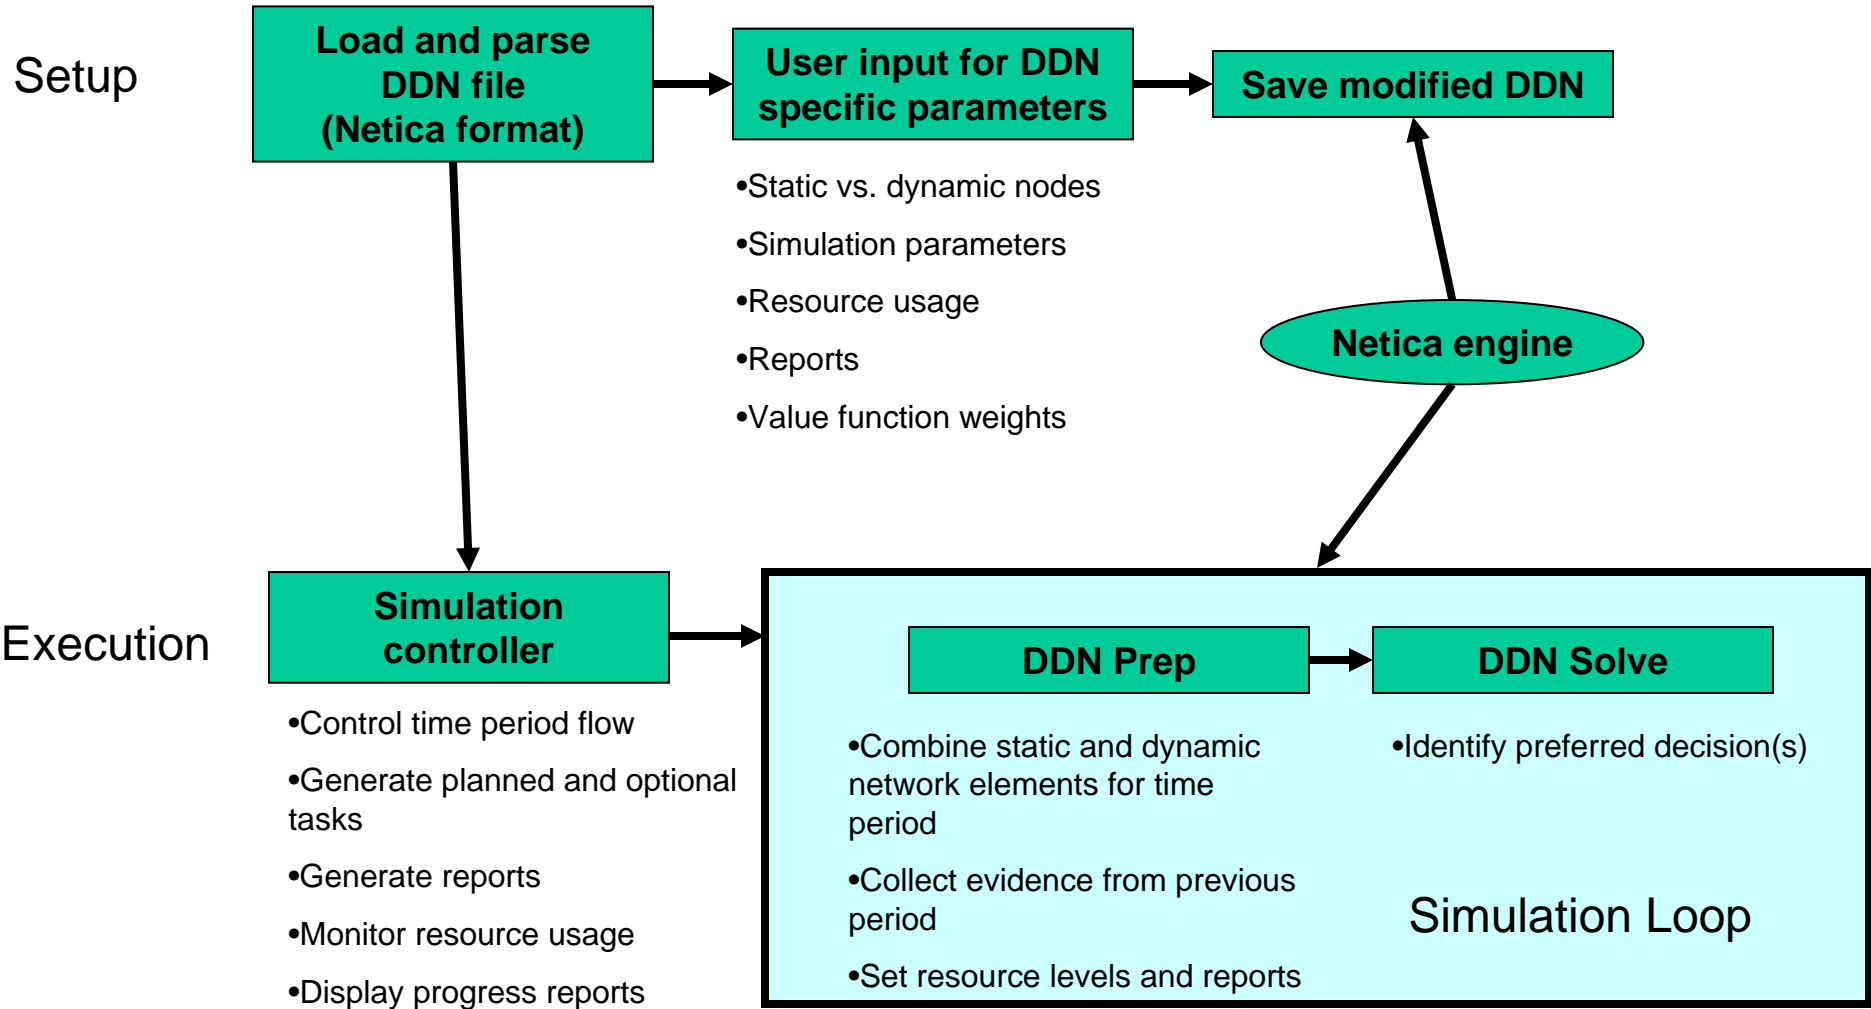 Setup
Load and parse
DDN file
(Netica format)
User input for DDN
specific parameters
Save modified DDN
•Static vs. dynamic nodes
•Simulation parameters
•Resource usage
•Reports
•Value function weights
Netica engine
Execution
Simulation
controller
•Control time period flow
•Generate planned and optional
tasks
•Generate reports
•Monitor resource usage
•Display progress reports
DDN Prep
•Combine static and dynamic
network elements for time
period
•Collect evidence from previous
period
•Set resource levels and reports
DDN Solve
•Identify preferred decision(s)
Simulation Loop